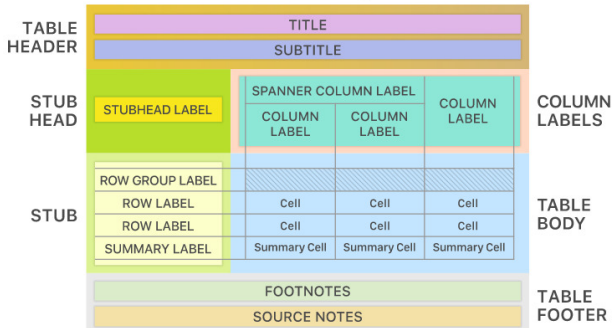 TABLE HEADER
TITLE
SUBTITLE
STUB HEAD
STUBHEAD LABEL
SPANNER COLUMN LABEL
COLUMN LABEL
COLUMN LABEL
COLUMN LABEL
COLUMN LABELS
STUB
ROW GROUP LABEL
ROW LABEL Cell Cell Cell
ROW LABEL Cell Cell Cell
SUMMARY LABEL Summary Cell Summary Cell Summary Cell
TABLE BODY
FOOTNOTES
SOURCE NOTES
TABLE FOOTER